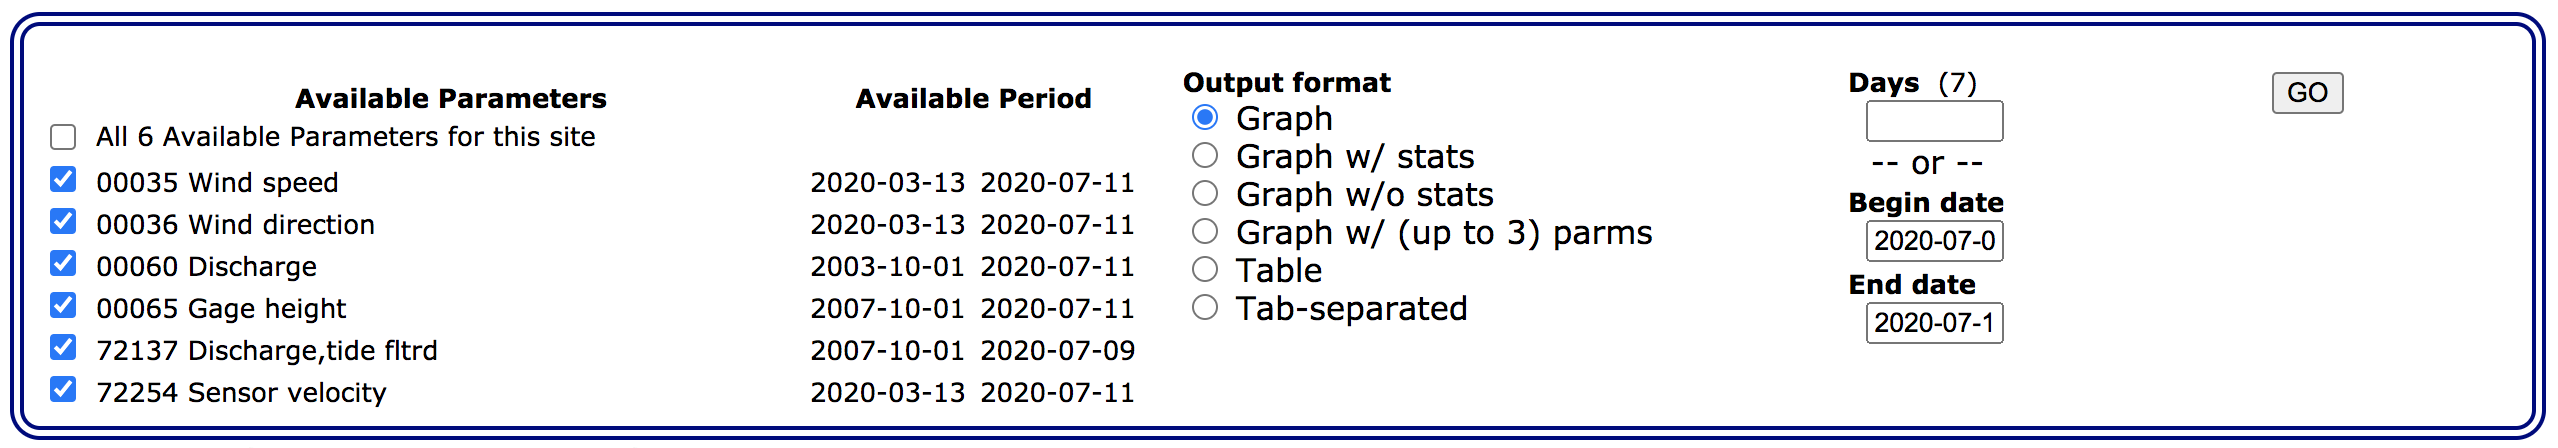 Available Parameters Available Period
All 6 Available Parameters for this site
00035 Wind speed 2020-03-13 2020-07-11
00036 Wind direction 2020-03-13 2020-07-11
00060 Discharge 2003-10-01 2020-07-11
00065 Gage height 2007-10-01 2020-07-11
72137 Discharge,tide fltrd 2007-10-01 2020-07-09
72254 Sensor velocity 2020-03-13 2020-07-11
Output format
Graph
Graph w/ stats
Graph w/o stats
Graph w/ (up to 3) parms
Table
Tab-separated
Days (7)
-- or --
Begin date
2020-07-0
End date
2020-07-1
GO